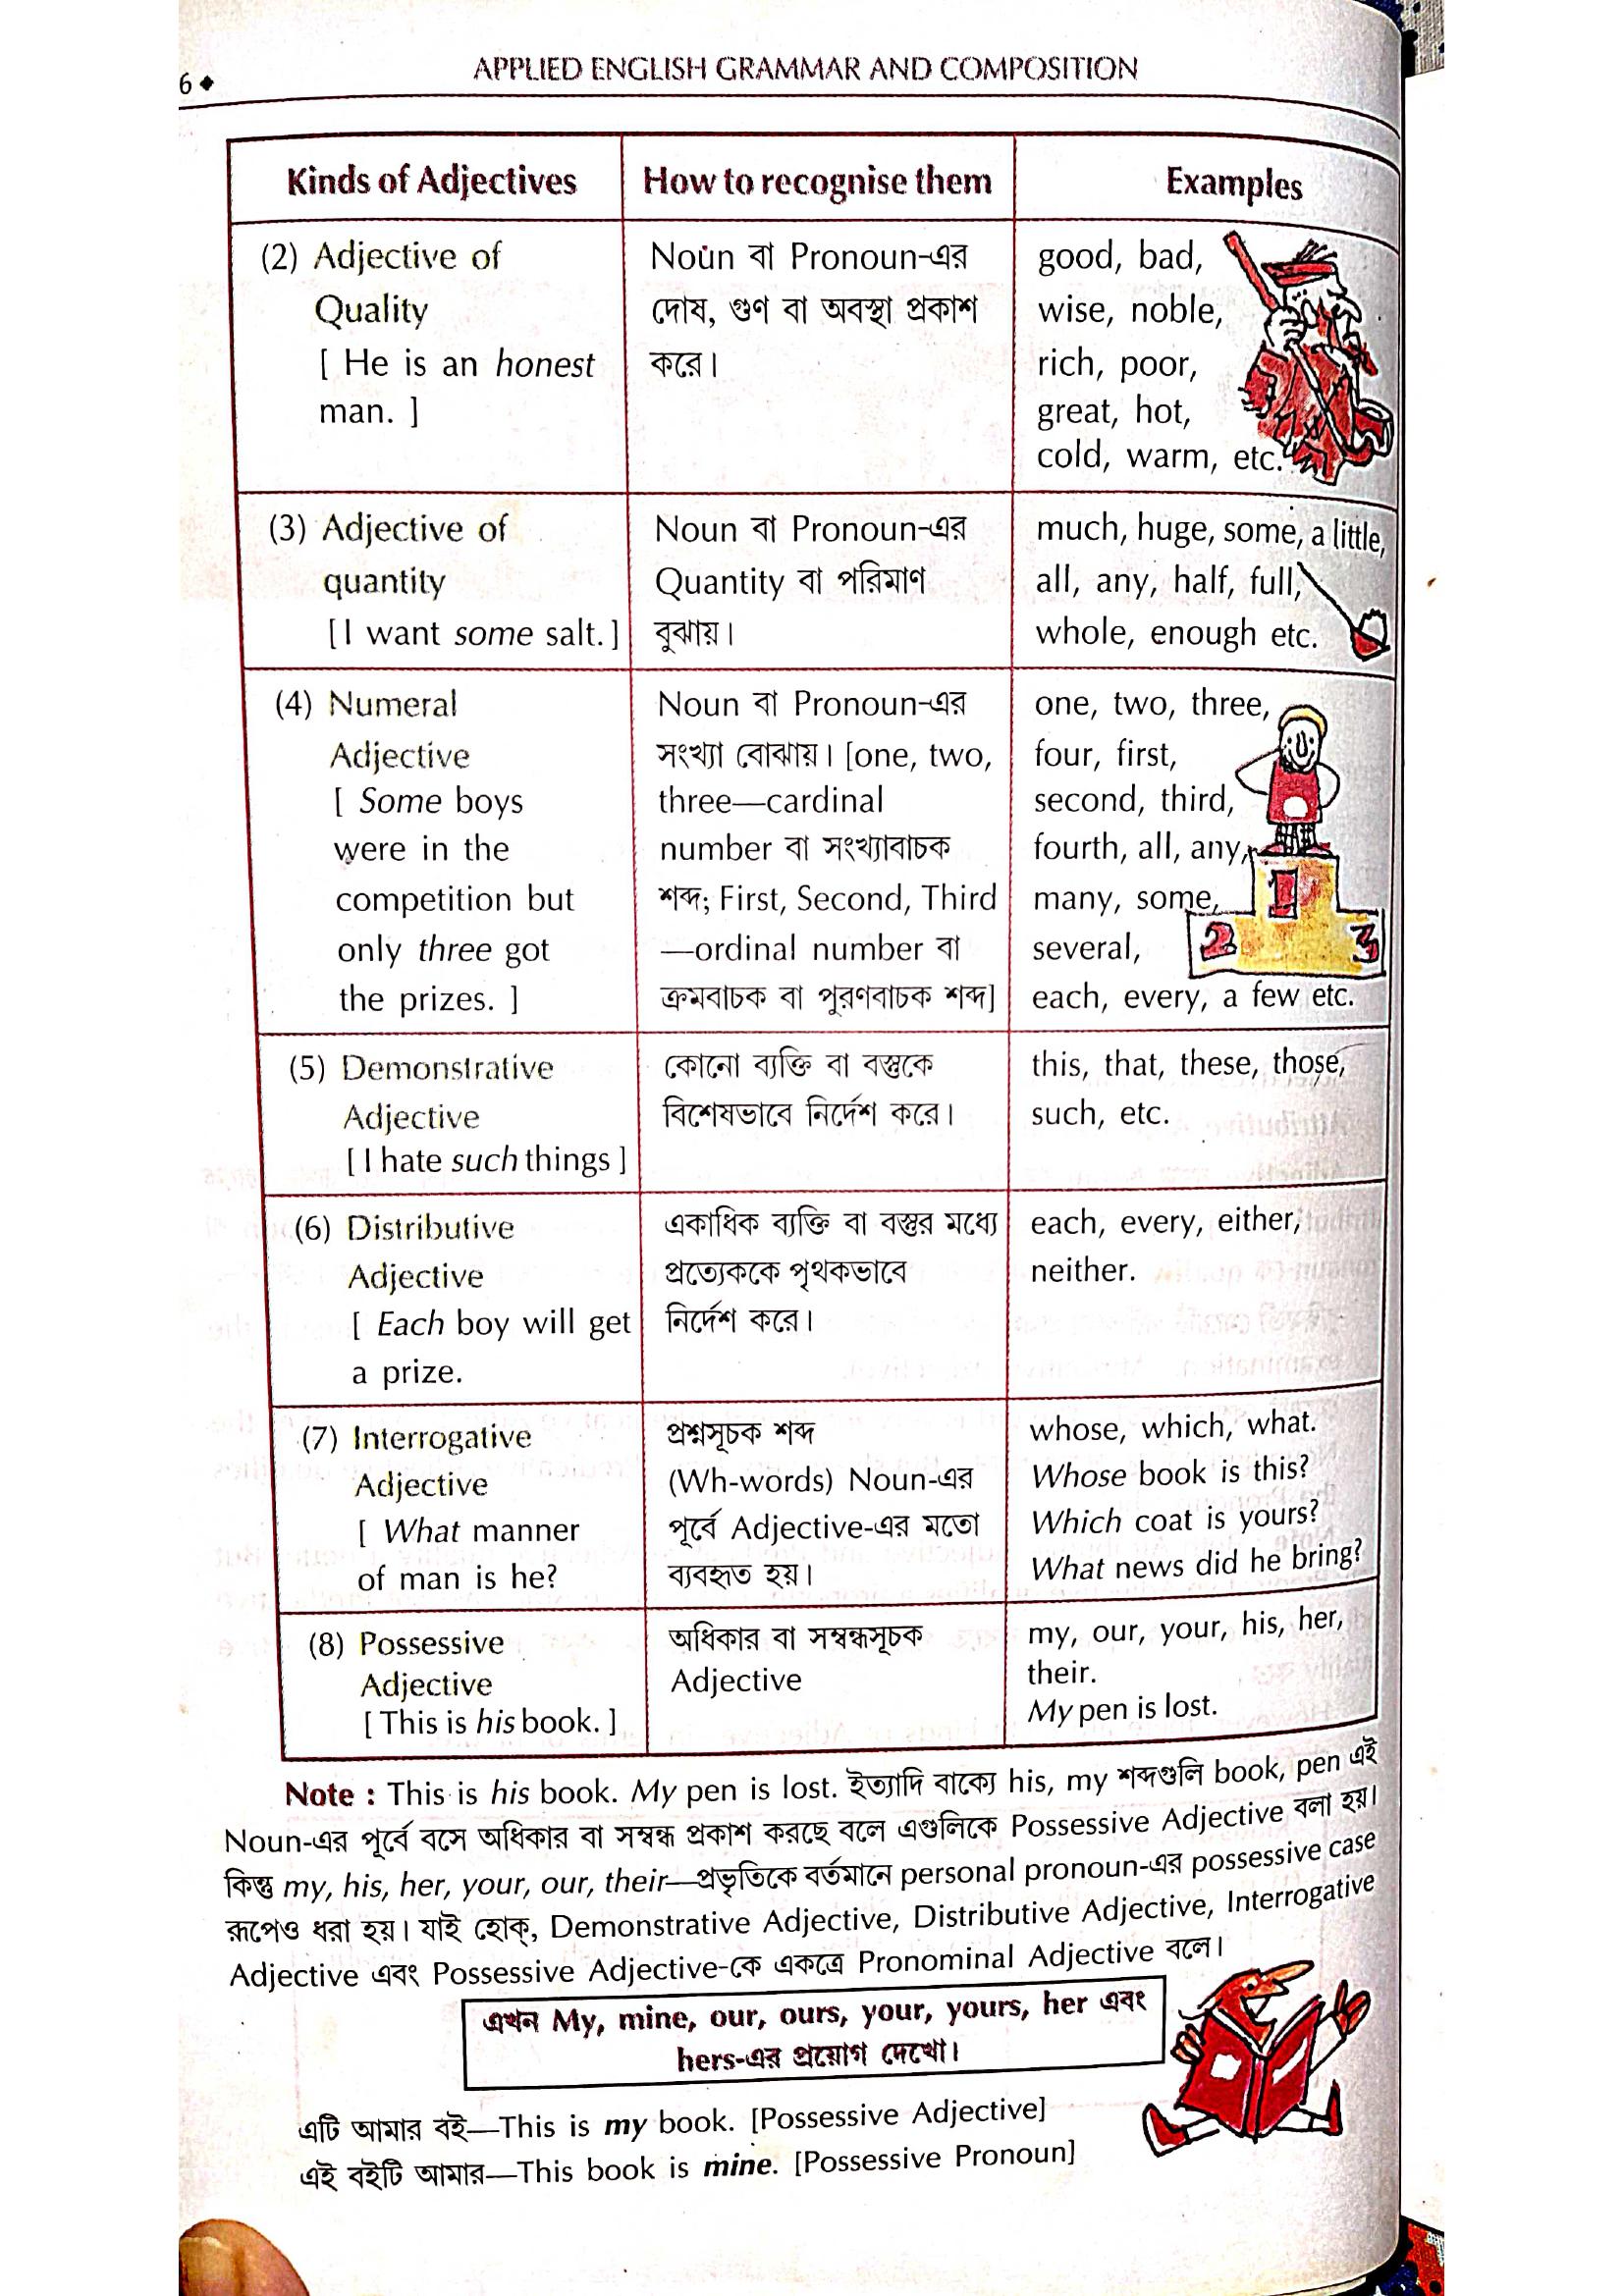 6◆
APPLIED ENGLISH GRAMMAR AND COMPOSITION
Kinds of Adjectives
How to recognise them
Examples
(2) Adjective of
Quality
[ He is an honest
man. ]
Noun বা Pronoun-এর
দোষ, গুণ বা অবস্থা প্রকাশ
করে।
good, bad,
wise, noble,
rich, poor,
great, hot,
cold, warm, etc.
(3) Adjective of
quantity
[I want some salt.]
Noun বা Pronoun-এর
Quantity বা পরিমাণ
বুঝায়।
much, huge, some, a little,
all, any, half, full,
whole, enough etc.
(4) Numeral
Adjective
[ Some boys
were in the
competition but
only three got
the prizes. ]
Noun বা Pronoun-এর
সংখ্যা বোঝায়। [one, two,
three—cardinal
number বা সংখ্যাবাচক
শব্দ; First, Second, Third
—ordinal number বা
ক্রমবাচক বা পুরণবাচক শব্দ]
one, two, three,
four, first,
second, third,
fourth, all, any,
many, some,
several,
each, every, a few etc.
1
2 3
(5) Demonstrative
Adjective
[ I hate such things ]
কোনো ব্যক্তি বা বস্তুকে
বিশেষভাবে নির্দেশ করে।
this, that, these, those,
such, etc.
(6) Distributive
Adjective
[ Each boy will get
a prize.
একাধিক ব্যক্তি বা বস্তুর মধ্যে
প্রত্যেককে পৃথকভাবে
নির্দেশ করে।
each, every, either,
neither.
(7) Interrogative
Adjective
[ What manner
of man is he?
প্রশ্নসূচক শব্দ
(Wh-words) Noun-এর
পূর্বে Adjective-এর মতো
ব্যবহৃত হয়।
whose, which, what.
Whose book is this?
Which coat is yours?
What news did he bring?
(8) Possessive
Adjective
[ This is his book. ]
অধিকার বা সম্বন্ধসূচক
Adjective
my, our, your, his, her,
their.
My pen is lost.
Note : This is his book. My pen is lost. ইত্যাদি বাক্যে his, my শব্দগুলি book, pen এই
Noun-এর পূর্বে বসে অধিকার বা সম্বন্ধ প্রকাশ করছে বলে এগুলিকে Possessive Adjective বলা হয়।
কিন্তু my, his, her, your, our, their—প্রভৃতিকে বর্তমানে personal pronoun-এর possessive case
রূপেও ধরা হয়। যাই হোক্, Demonstrative Adjective, Distributive Adjective, Interrogative
Adjective এবং Possessive Adjective-কে একত্রে Pronominal Adjective বলে।
এখন My, mine, our, ours, your, yours, her এবং
hers-এর প্রয়োগ দেখো।
এটি আমার বই—This is my book. [Possessive Adjective]
এই বইটি আমার—This book is mine. [Possessive Pronoun]